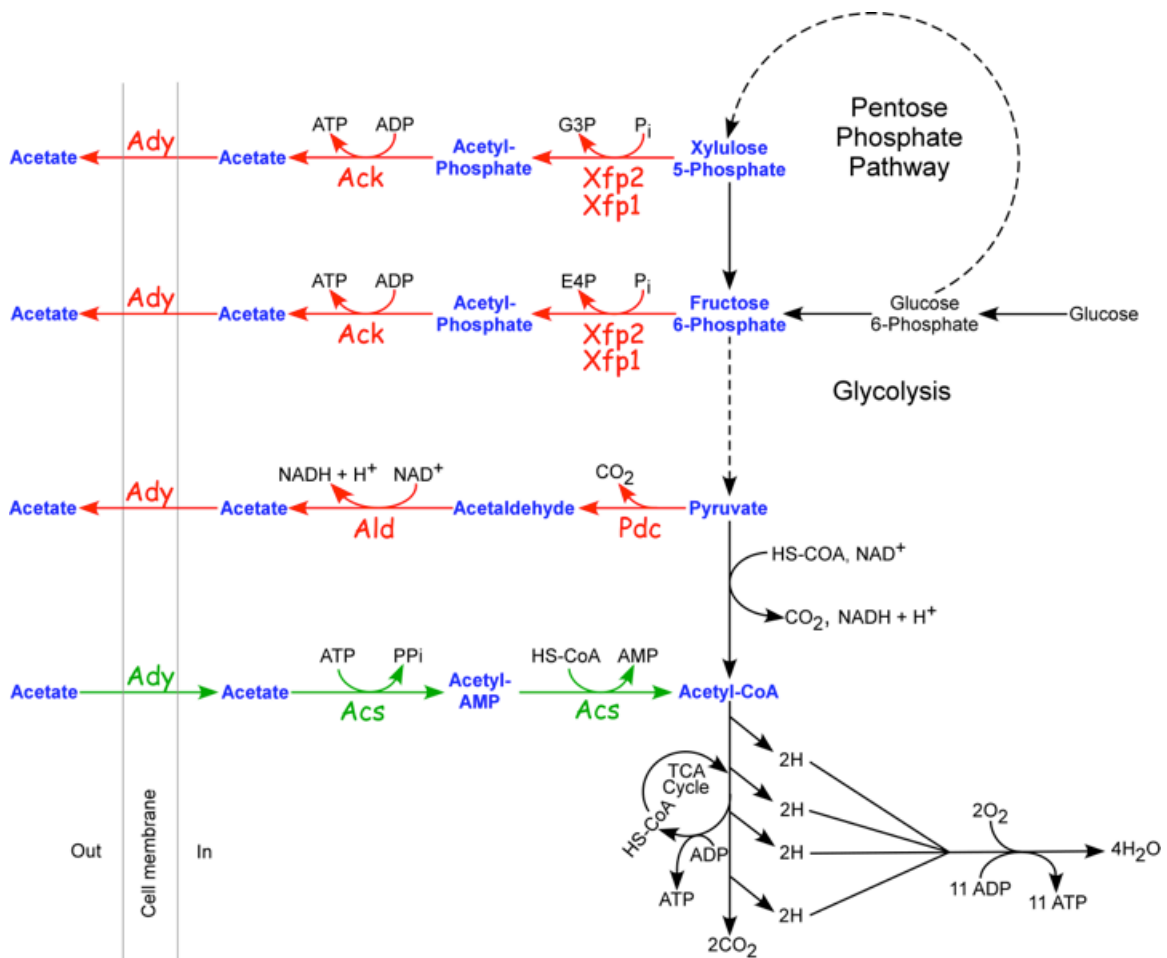 Pentose
Phosphate
Pathway
Ady
ATP
ADP
G3P
Pi
Acetate
Acetate
Acetyl-
Phosphate
Xylulose
5-Phosphate
Ack
Xfp2
Xfp1
Ady
ATP
ADP
E4P
Pi
Acetate
Acetate
Acetyl-
Phosphate
Fructose
6-Phosphate
Glucose
6-Phosphate
Glucose
Ack
Xfp2
Xfp1
Glycolysis
Ady
NADH + H+
NAD+
CO2
Acetate
Acetate
Acetaldehyde
Pyruvate
Ald
Pdc
HS-COA, NAD+
CO2, NADH + H+
Ady
ATP
PPi
HS-CoA
AMP
Acetate
Acetate
Acetyl-
AMP
Acetyl-CoA
Acs
Acs
2H
TCA
Cycle
2H
HS-CoA
2O2
Out
Cell membrane
In
ADP
2H
4H2O
ATP
11 ADP
11 ATP
2H
2CO2